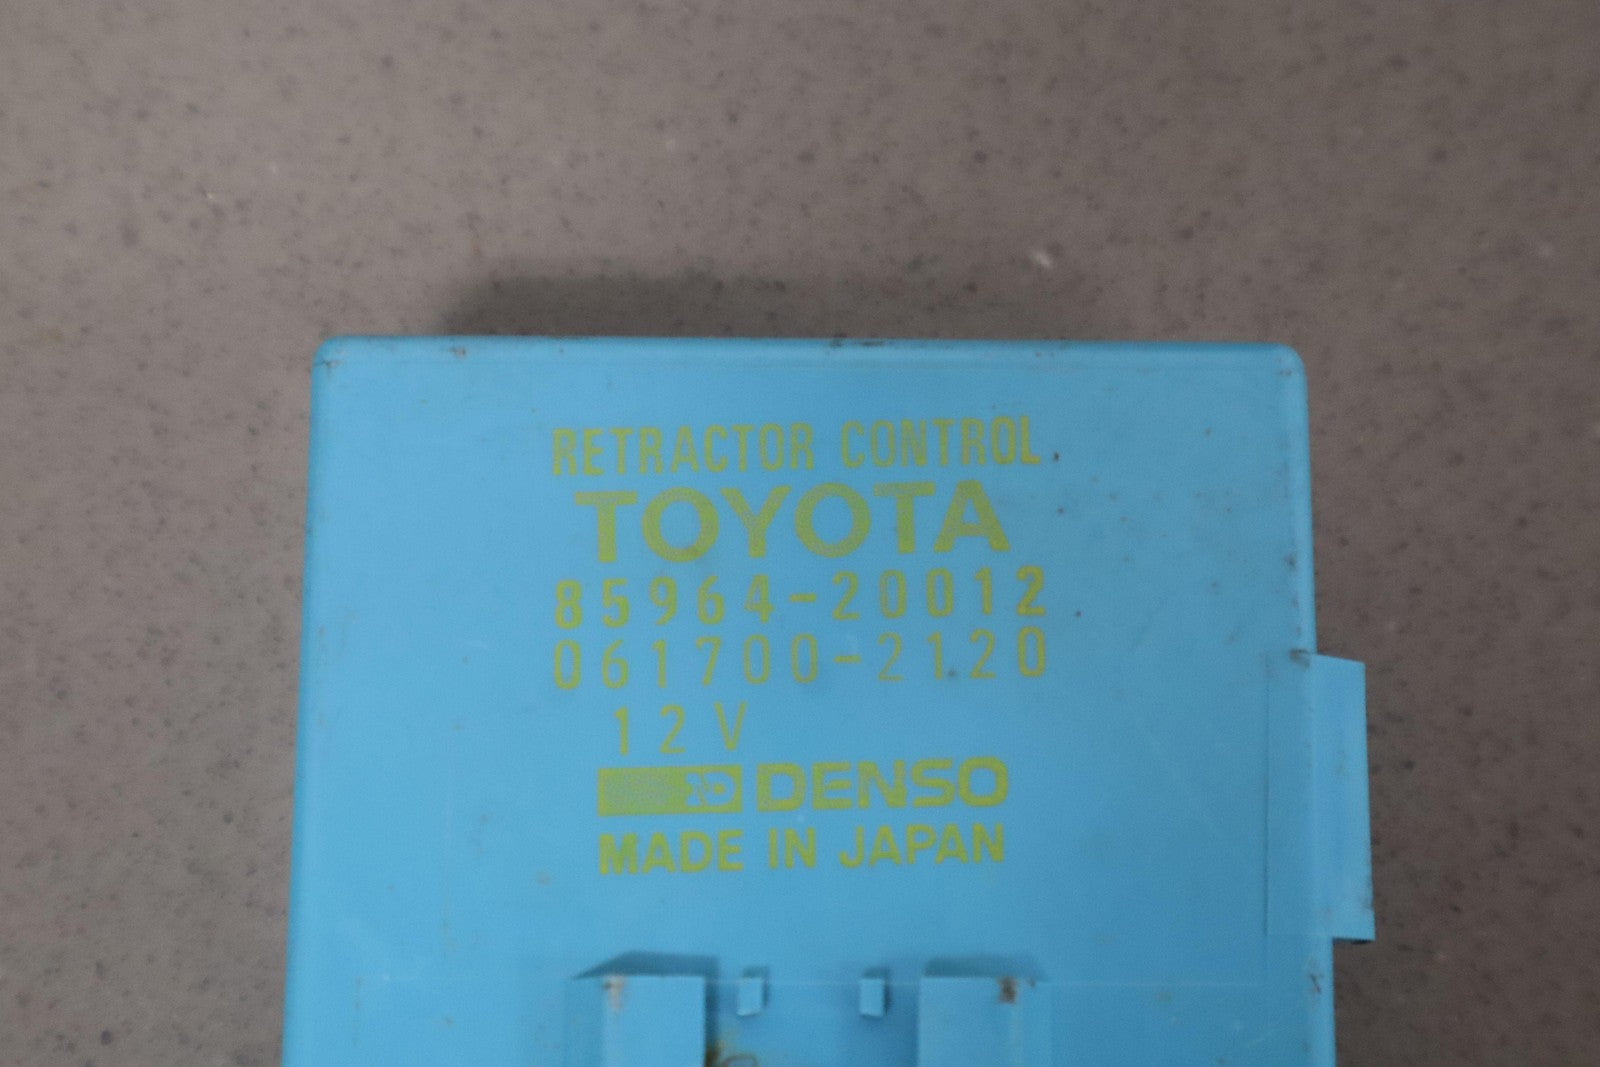 RETRACTOR CONTROL
TOYOTA
85964-20012
061700-2120
12V
DENSO
MADE IN JAPAN